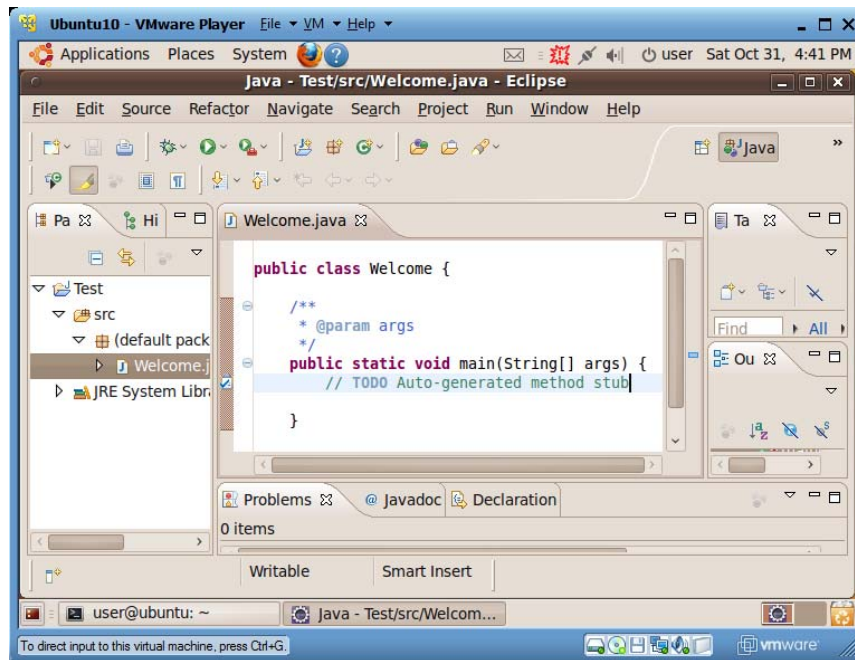 Ubuntu10 - VMware Player File VM Help
Applications Places System user Sat Oct 31, 4:41 PM
Java - Test/src/Welcome.java - Eclipse
File Edit Source Refactor Navigate Search Project Run Window Help
Java »
Pa Hi Welcome.java Ta
public class Welcome {
Test
/**
src
* @param args
(default pack
*/
Find All
Welcome.j
public static void main(String[] args) {
Ou
JRE System Libra
// TODO Auto-generated method stub
}
Problems @ Javadoc Declaration
0 items
Writable Smart Insert
user@ubuntu: ~ Java - Test/src/Welcom...
To direct input to this virtual machine, press Ctrl+G.
vmware